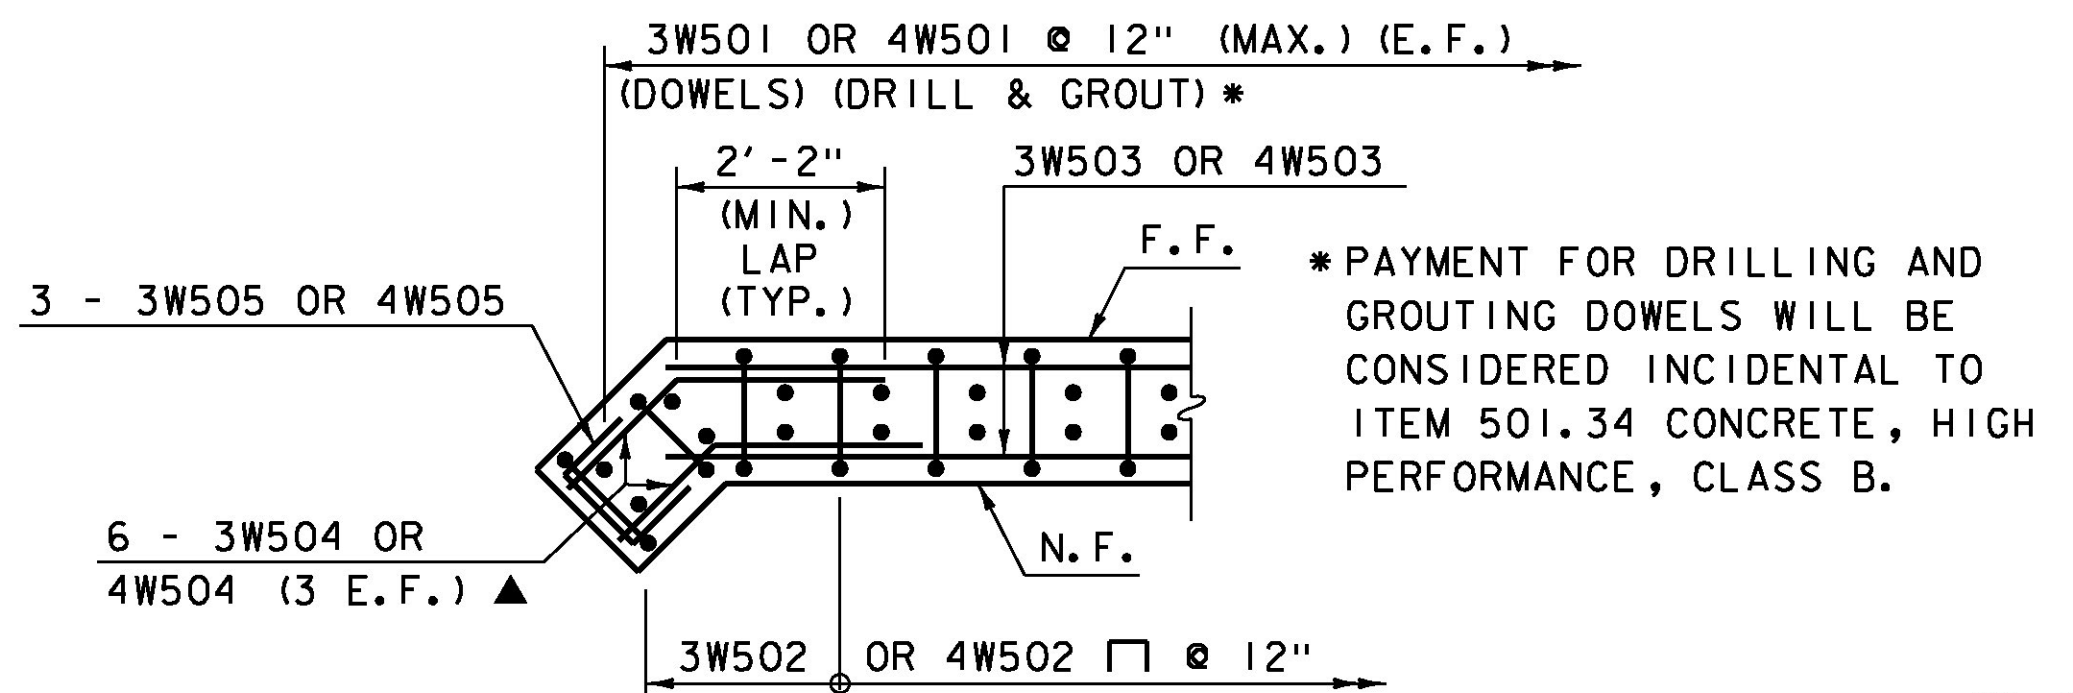 3W501 OR 4W501 @ 12" (MAX.) (E.F.)
(DOWELS) (DRILL & GROUT) *
2'-2"
(MIN.)
LAP
(TYP.)
3W503 OR 4W503
F.F.
* PAYMENT FOR DRILLING AND
GROUTING DOWELS WILL BE
CONSIDERED INCIDENTAL TO
ITEM 501.34 CONCRETE, HIGH
PERFORMANCE, CLASS B.
3 - 3W505 OR 4W505
6 - 3W504 OR
4W504 (3 E.F.) ▲
N.F.
3W502 OR 4W502 ⊓ @ 12"